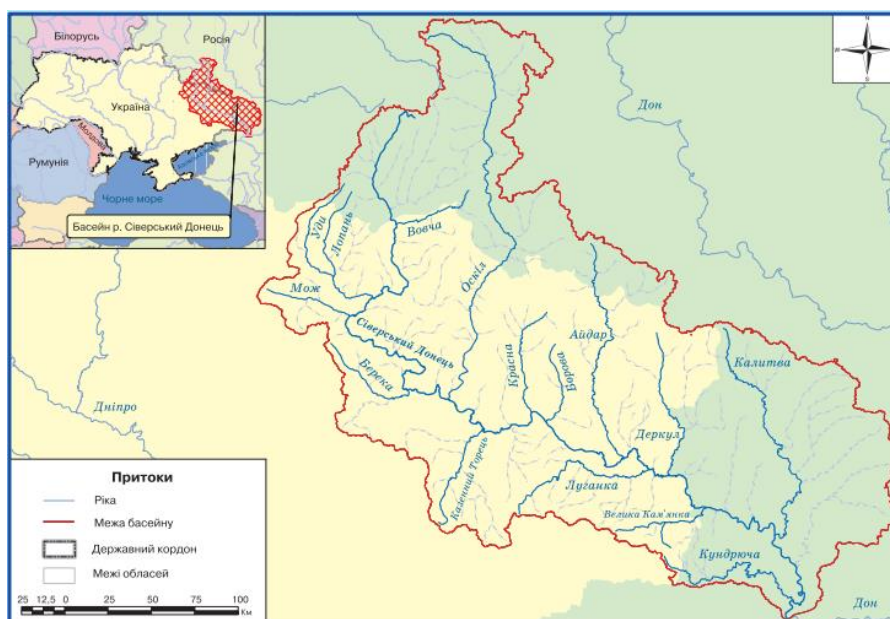 Білорусь
Росія
Україна
Молдова
Румунія
Чорне море
Басейн р. Сіверський Донець
Дон
Уди
Лопань
Вовча
Оскіл
Мож
Сіверський Донець
Берека
Красна
Борова
Айдар
Калитва
Деркул
Дніпро
Казенний Торець
Луганка
Велика Кам'янка
Кундрюча
Дон
Притоки
Ріка
Межа басейну
Державний кордон
Межі обласей
25 12,5 0 25 50 75 100
Км